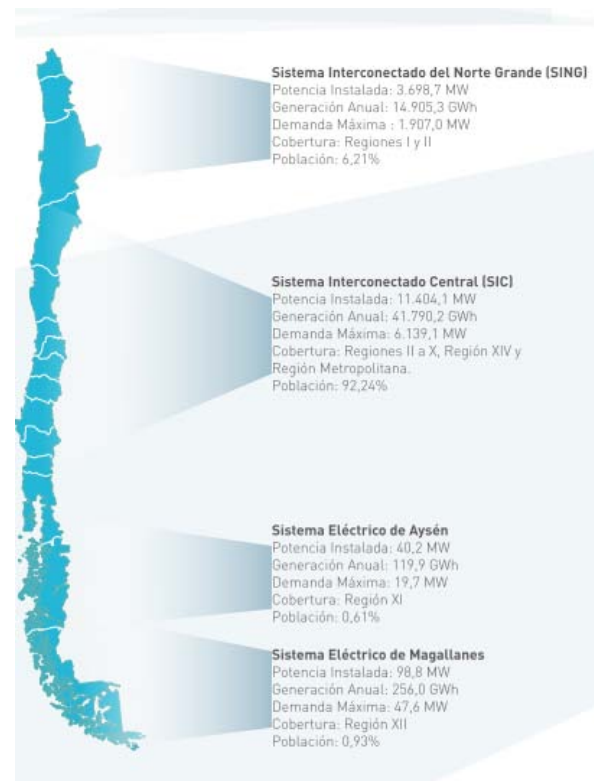 Sistema Interconectado del Norte Grande (SING)
Potencia Instalada: 3.698,7 MW
Generación Anual: 14.905,3 GWh
Demanda Máxima : 1.907,0 MW
Cobertura: Regiones I y II
Población: 6,21%
Sistema Interconectado Central (SIC)
Potencia Instalada: 11.404,1 MW
Generación Anual: 41.790,2 GWh
Demanda Máxima: 6.139,1 MW
Cobertura: Regiones II a X, Región XIV y
Región Metropolitana.
Población: 92,24%
Sistema Eléctrico de Aysén
Potencia Instalada: 40,2 MW
Generación Anual: 119,9 GWh
Demanda Máxima: 19,7 MW
Cobertura: Región XI
Población: 0,61%
Sistema Eléctrico de Magallanes
Potencia Instalada: 98,8 MW
Generación Anual: 256,0 GWh
Demanda Máxima: 47,6 MW
Cobertura: Región XII
Población: 0,93%